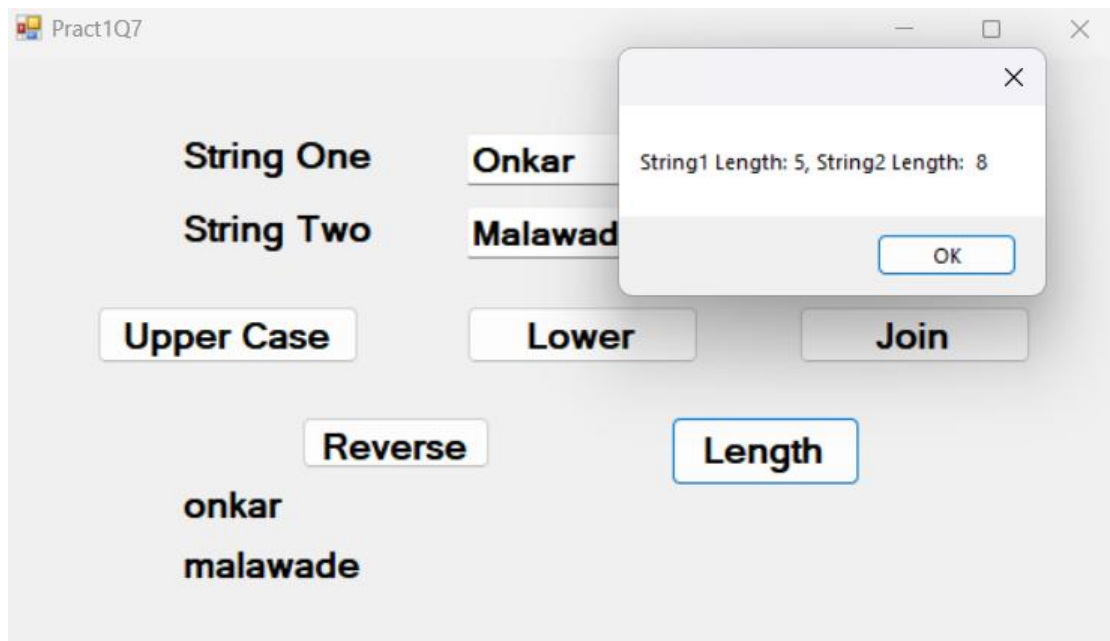 Pract1Q7
String One
Onkar
String1 Length: 5, String2 Length:  8
String Two
Malawad
OK
Upper Case
Lower
Join
Reverse
Length
onkar
malawade